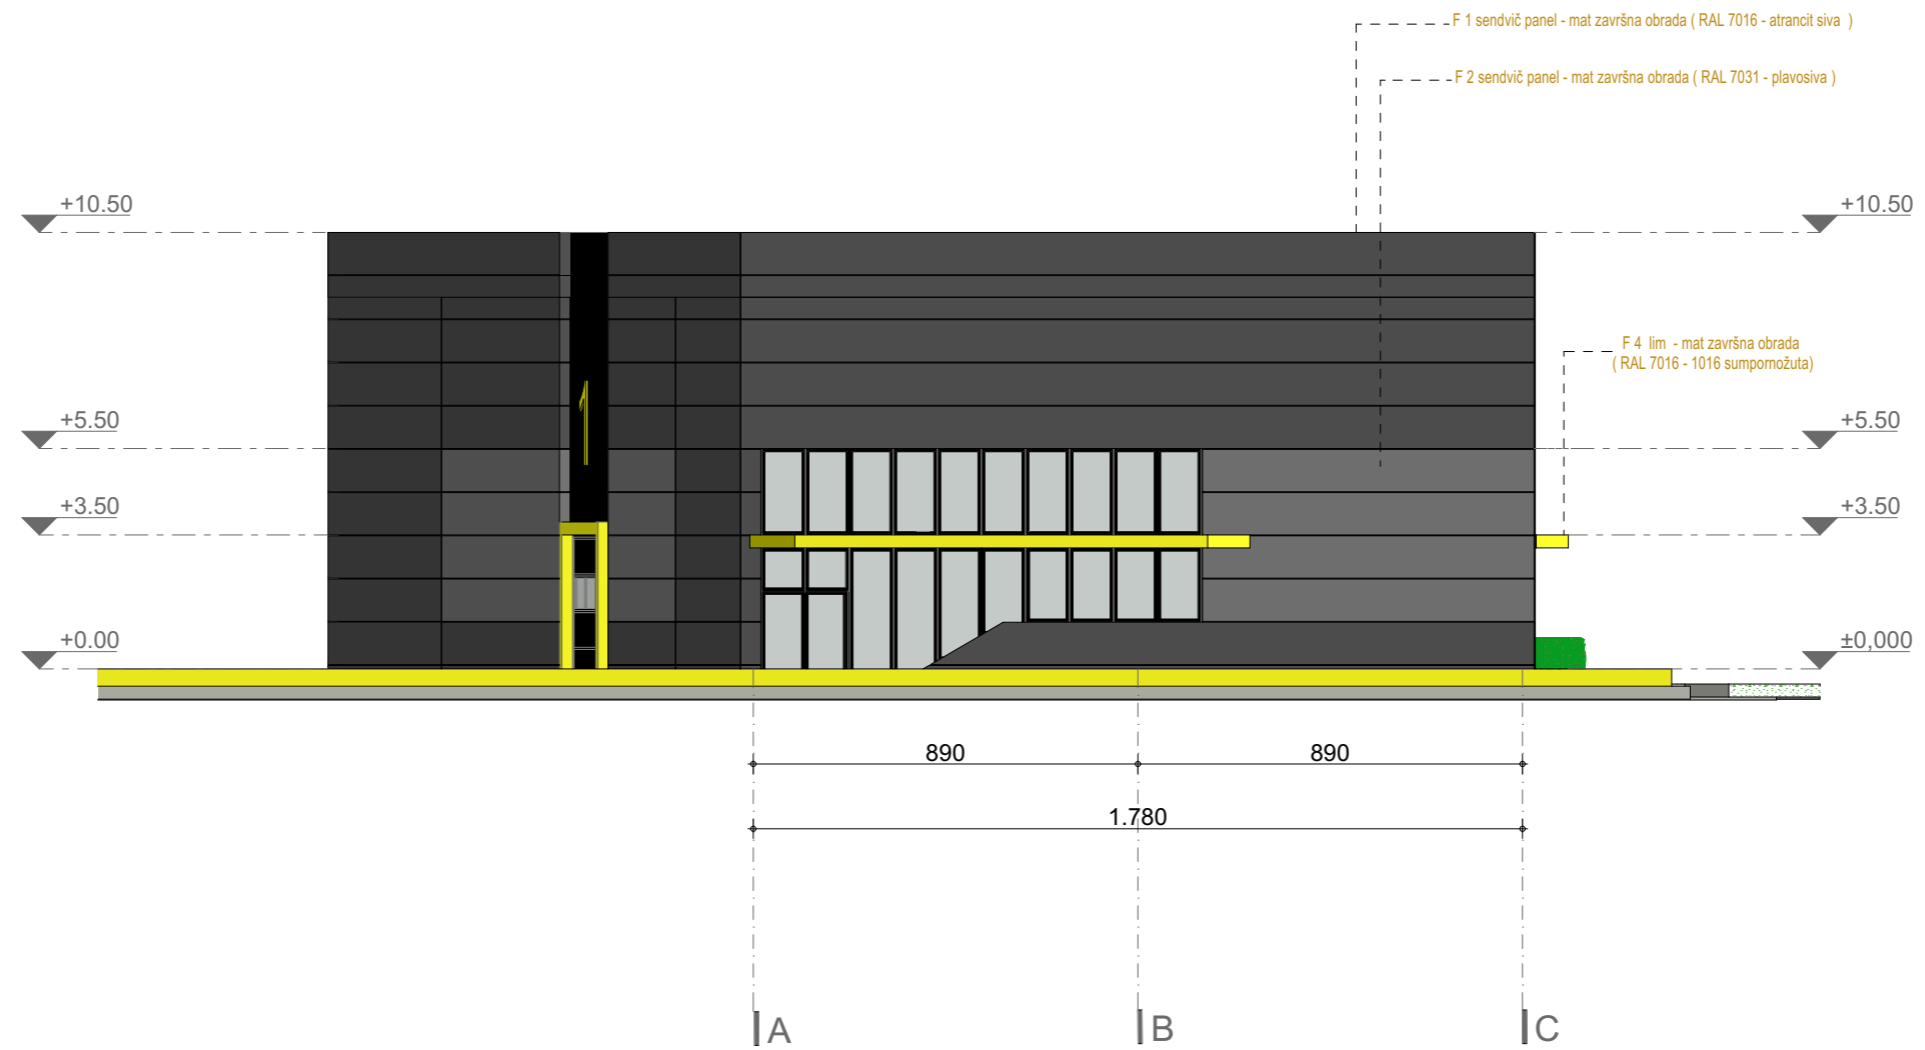 F 1 sendvič panel - mat završna obrada ( RAL 7016 - atrancit siva )
F 2 sendvič panel - mat završna obrada ( RAL 7031 - plavosiva )
+10.50
+10.50
F 4 lim - mat završna obrada
( RAL 7016 - 1016 sumpornožuta)
1
+5.50
+5.50
+3.50
+3.50
+0.00
±0,000
890
890
1.780
A
B
C